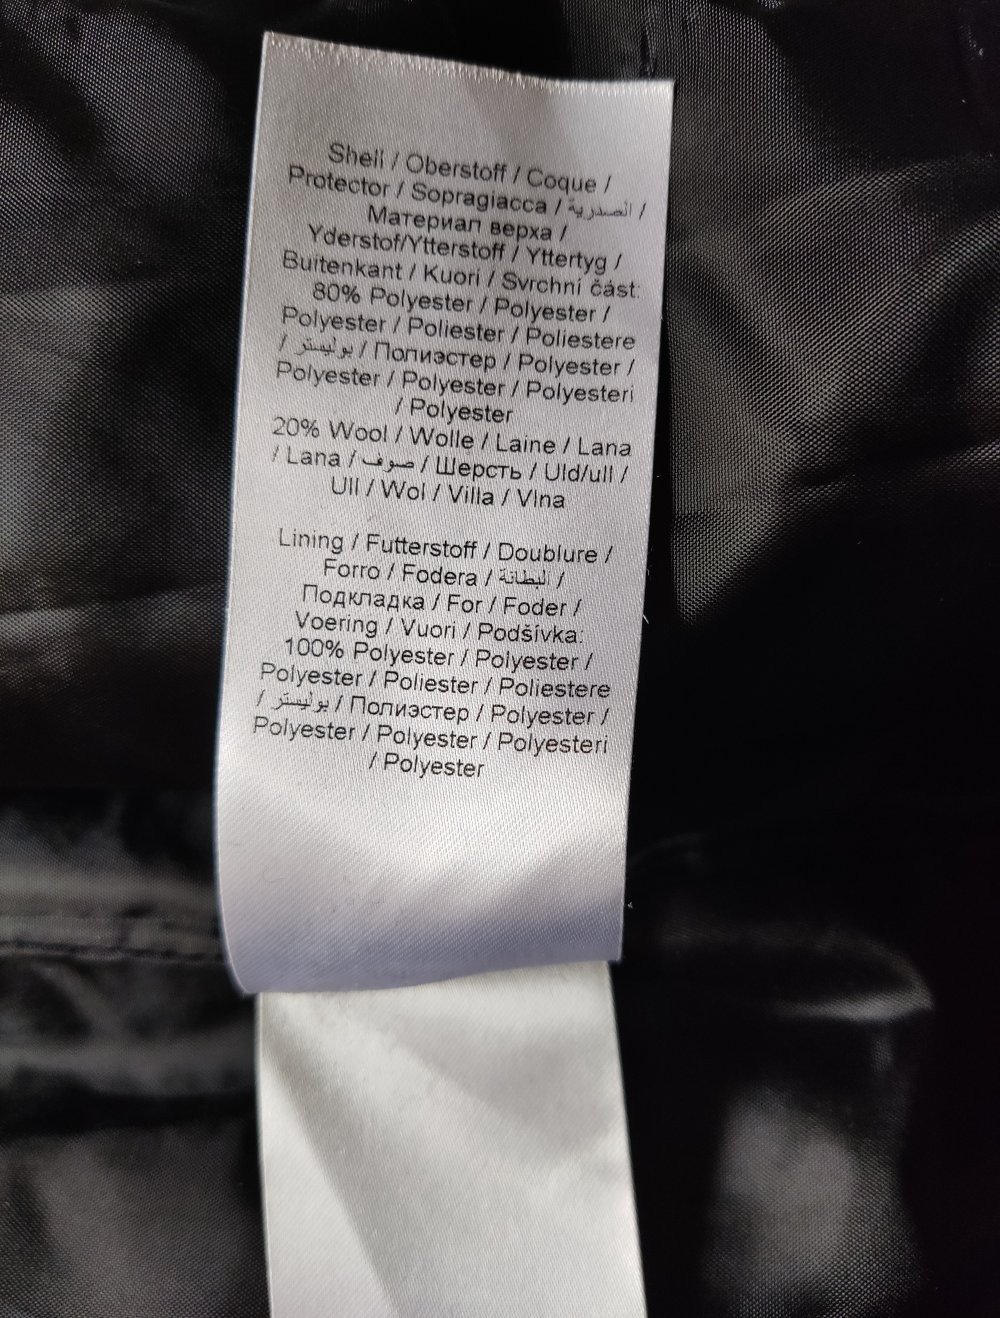 Shell / Oberstoff / Coque /
Protector / Sopragiacca / الصدرية /
Материал верха /
Yderstof/Ytterstoff / Yttertyg /
Buitenkant / Kuori / Svrchní část:
80% Polyester / Polyester /
Polyester / Poliester / Poliestere
/ بوليستر / Полиэстер / Polyester /
Polyester / Polyester / Polyesteri
/ Polyester
20% Wool / Wolle / Laine / Lana
/ Lana / صوف / Шерсть / Uld/ull /
Ull / Wol / Villa / Vlna
Lining / Futterstoff / Doublure /
Forro / Fodera / البطانة /
Подкладка / For / Foder /
Voering / Vuori / Podšívka:
100% Polyester / Polyester /
Polyester / Poliester / Poliestere
/ بوليستر / Полиэстер / Polyester /
Polyester / Polyester / Polyesteri
/ Polyester